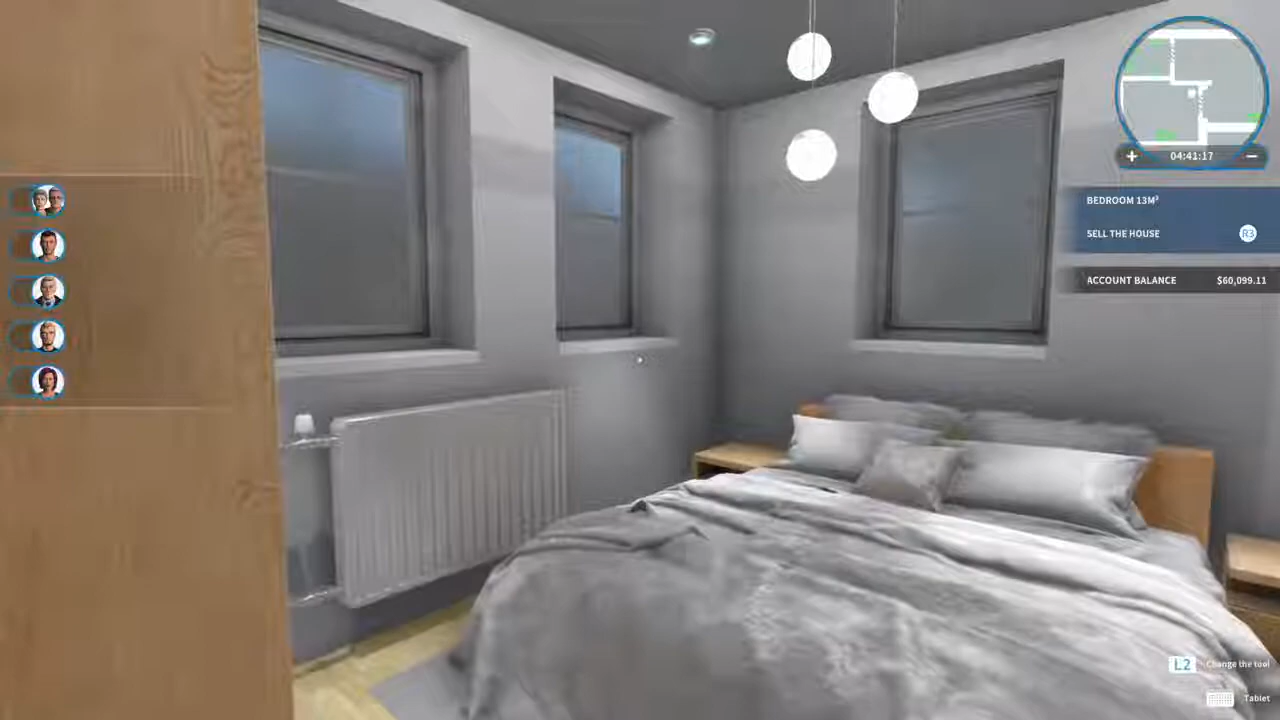 04:41:17
BEDROOM 13M²
SELL THE HOUSE R3
ACCOUNT BALANCE $60,099.11
L2 Change the tool
Tablet